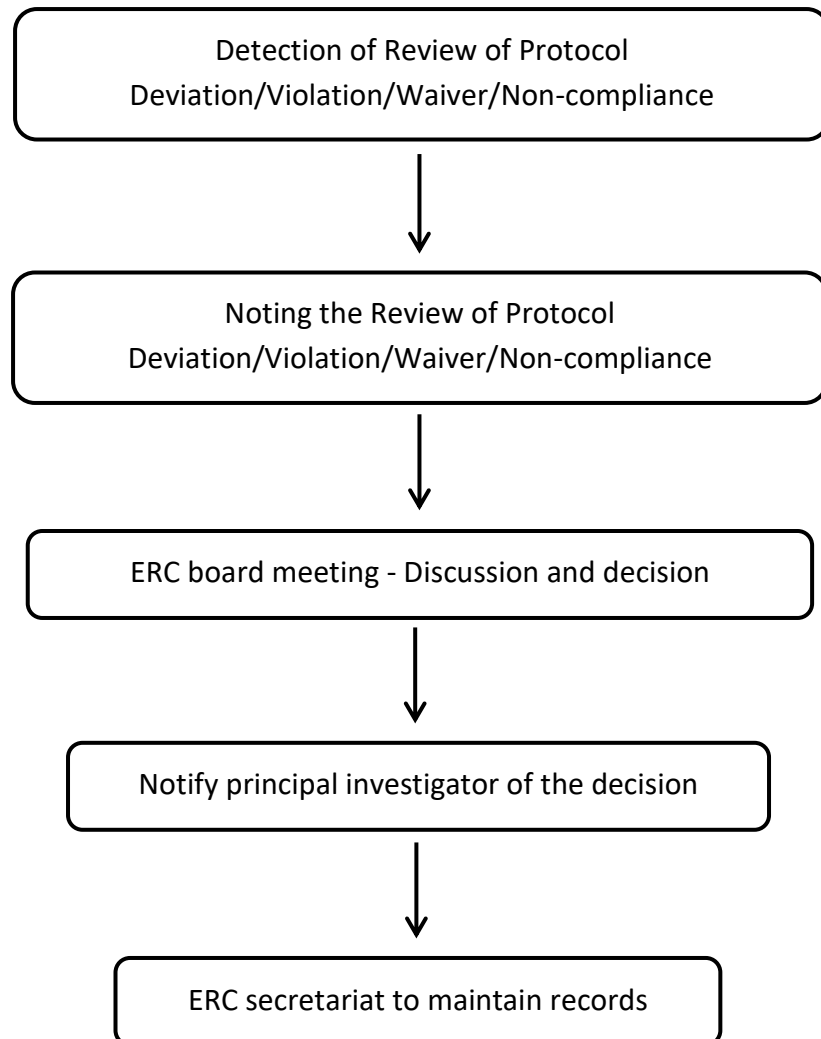 Detection of Review of Protocol
Deviation/Violation/Waiver/Non-compliance
Noting the Review of Protocol
Deviation/Violation/Waiver/Non-compliance
ERC board meeting - Discussion and decision
Notify principal investigator of the decision
ERC secretariat to maintain records